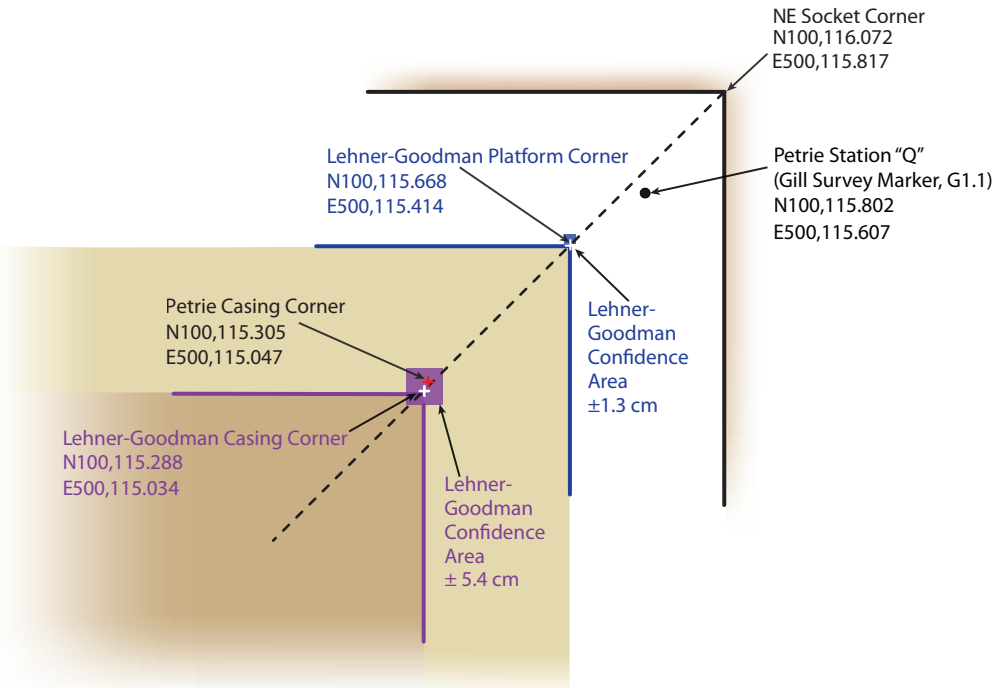 NE Socket Corner
N100,116.072
E500,115.817
Lehner-Goodman Platform Corner
N100,115.668
E500,115.414
Petrie Station “Q”
(Gill Survey Marker, G1.1)
N100,115.802
E500,115.607
Petrie Casing Corner
N100,115.305
E500,115.047
Lehner-
Goodman
Confidence
Area
±1.3 cm
Lehner-Goodman Casing Corner
N100,115.288
E500,115.034
Lehner-
Goodman
Confidence
Area
± 5.4 cm